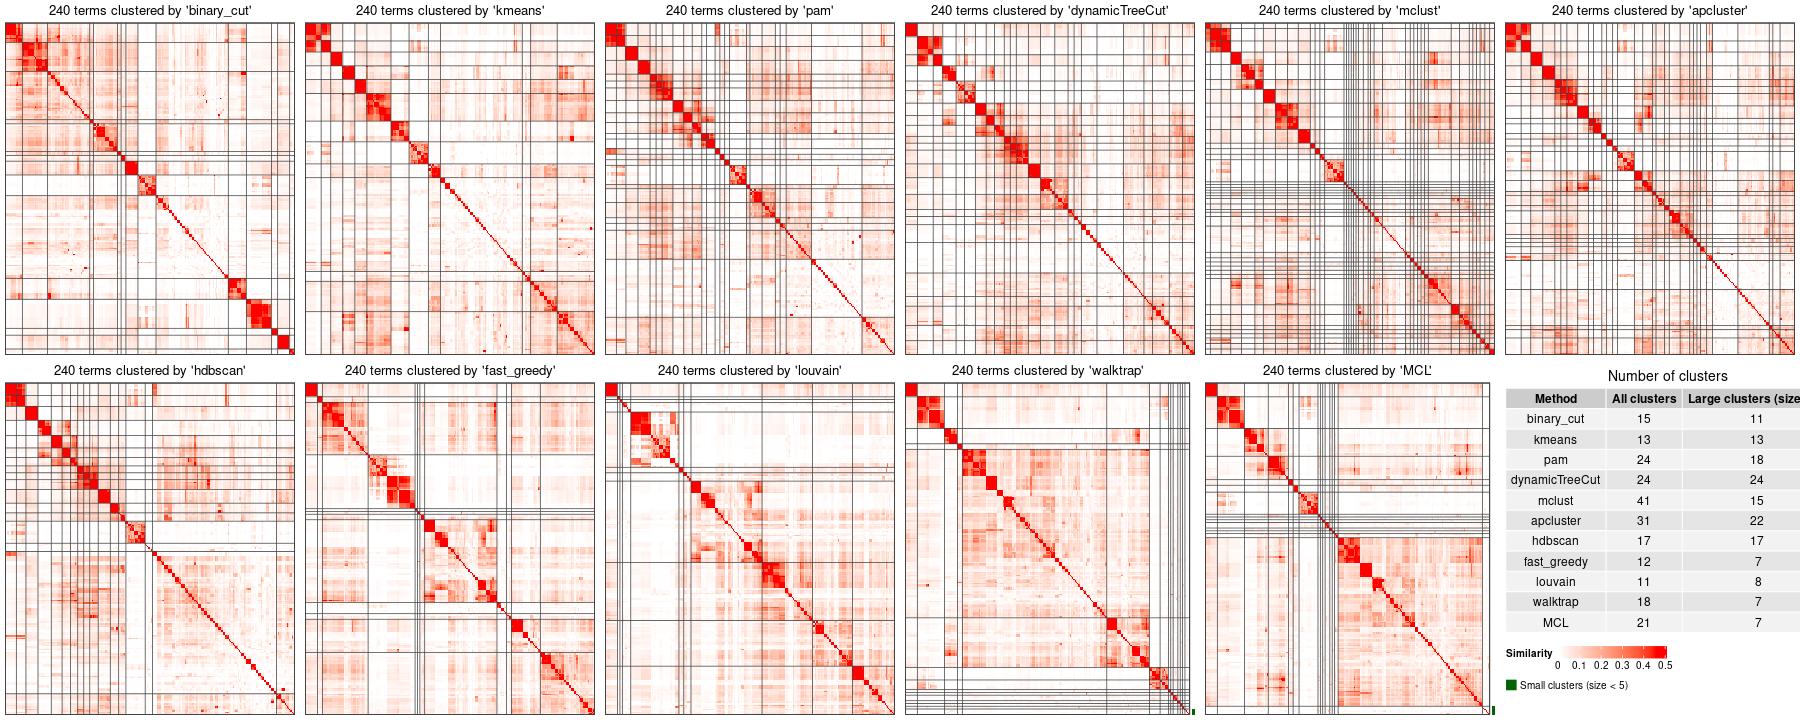 240 terms clustered by 'binary_cut'
240 terms clustered by 'kmeans'
240 terms clustered by 'pam'
240 terms clustered by 'dynamicTreeCut'
240 terms clustered by 'mclust'
240 terms clustered by 'apcluster'
240 terms clustered by 'hdbscan'
240 terms clustered by 'fast_greedy'
240 terms clustered by 'louvain'
240 terms clustered by 'walktrap'
240 terms clustered by 'MCL'
Number of clusters
Method All clusters Large clusters (size
binary_cut 15 11
kmeans 13 13
pam 24 18
dynamicTreeCut 24 24
mclust 41 15
apcluster 31 22
hdbscan 17 17
fast_greedy 12 7
louvain 11 8
walktrap 18 7
MCL 21 7
Similarity
0 0.1 0.2 0.3 0.4 0.5
Small clusters (size < 5)